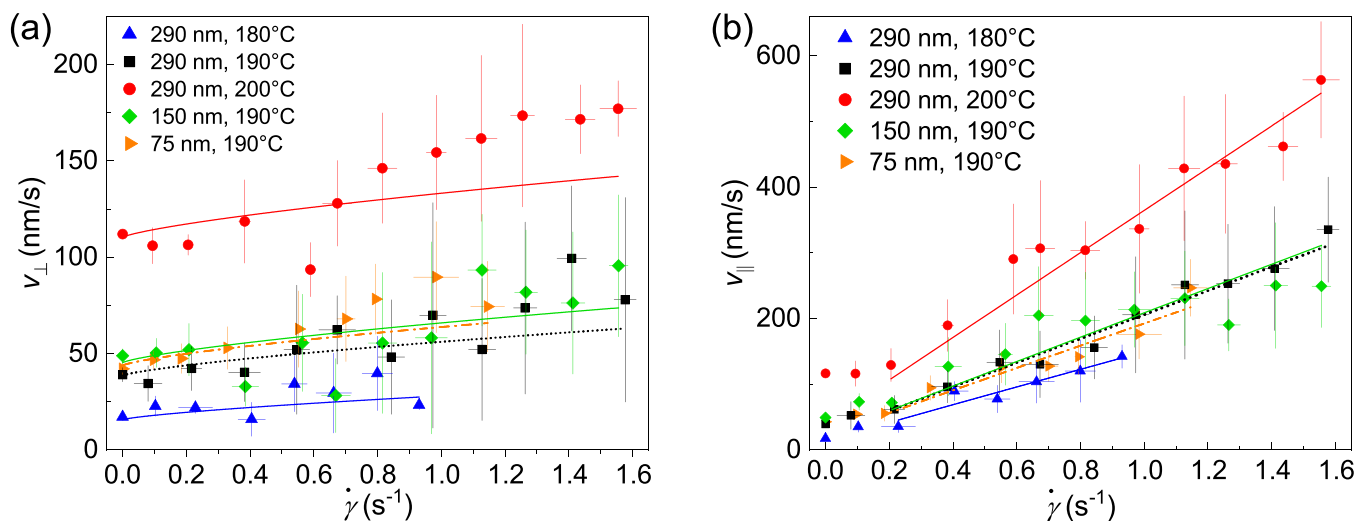 (a)
290 nm, 180°C
290 nm, 190°C
290 nm, 200°C
150 nm, 190°C
75 nm, 190°C
v⊥ (nm/s)
200
150
100
50
0
0.0 0.2 0.4 0.6 0.8 1.0 1.2 1.4 1.6
γ̇ (s⁻¹)
(b)
290 nm, 180°C
290 nm, 190°C
290 nm, 200°C
150 nm, 190°C
75 nm, 190°C
v∥ (nm/s)
600
400
200
0
0.0 0.2 0.4 0.6 0.8 1.0 1.2 1.4 1.6
γ̇ (s⁻¹)